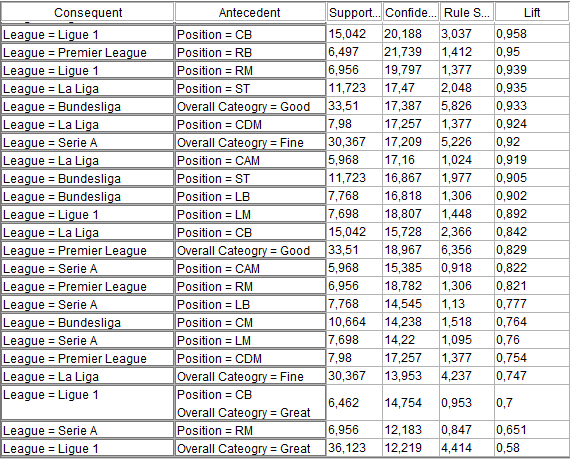 Consequent Antecedent Support... Confide... Rule S... Lift
League = Ligue 1 Position = CB 15,042 20,188 3,037 0,958
League = Premier League Position = RB 6,497 21,739 1,412 0,95
League = Ligue 1 Position = RM 6,956 19,797 1,377 0,939
League = La Liga Position = ST 11,723 17,47 2,048 0,935
League = Bundesliga Overall Cateogry = Good 33,51 17,387 5,826 0,933
League = La Liga Position = CDM 7,98 17,257 1,377 0,924
League = Serie A Overall Cateogry = Fine 30,367 17,209 5,226 0,92
League = La Liga Position = CAM 5,968 17,16 1,024 0,919
League = Bundesliga Position = ST 11,723 16,867 1,977 0,905
League = Bundesliga Position = LB 7,768 16,818 1,306 0,902
League = Ligue 1 Position = LM 7,698 18,807 1,448 0,892
League = La Liga Position = CB 15,042 15,728 2,366 0,842
League = Premier League Overall Cateogry = Good 33,51 18,967 6,356 0,829
League = Serie A Position = CAM 5,968 15,385 0,918 0,822
League = Premier League Position = RM 6,956 18,782 1,306 0,821
League = Serie A Position = LB 7,768 14,545 1,13 0,777
League = Bundesliga Position = CM 10,664 14,238 1,518 0,764
League = Serie A Position = LM 7,698 14,22 1,095 0,76
League = Premier League Position = CDM 7,98 17,257 1,377 0,754
League = La Liga Overall Cateogry = Fine 30,367 13,953 4,237 0,747
League = Ligue 1 Position = CB
Overall Cateogry = Great 6,462 14,754 0,953 0,7
League = Serie A Position = RM 6,956 12,183 0,847 0,651
League = Ligue 1 Overall Cateogry = Great 36,123 12,219 4,414 0,58